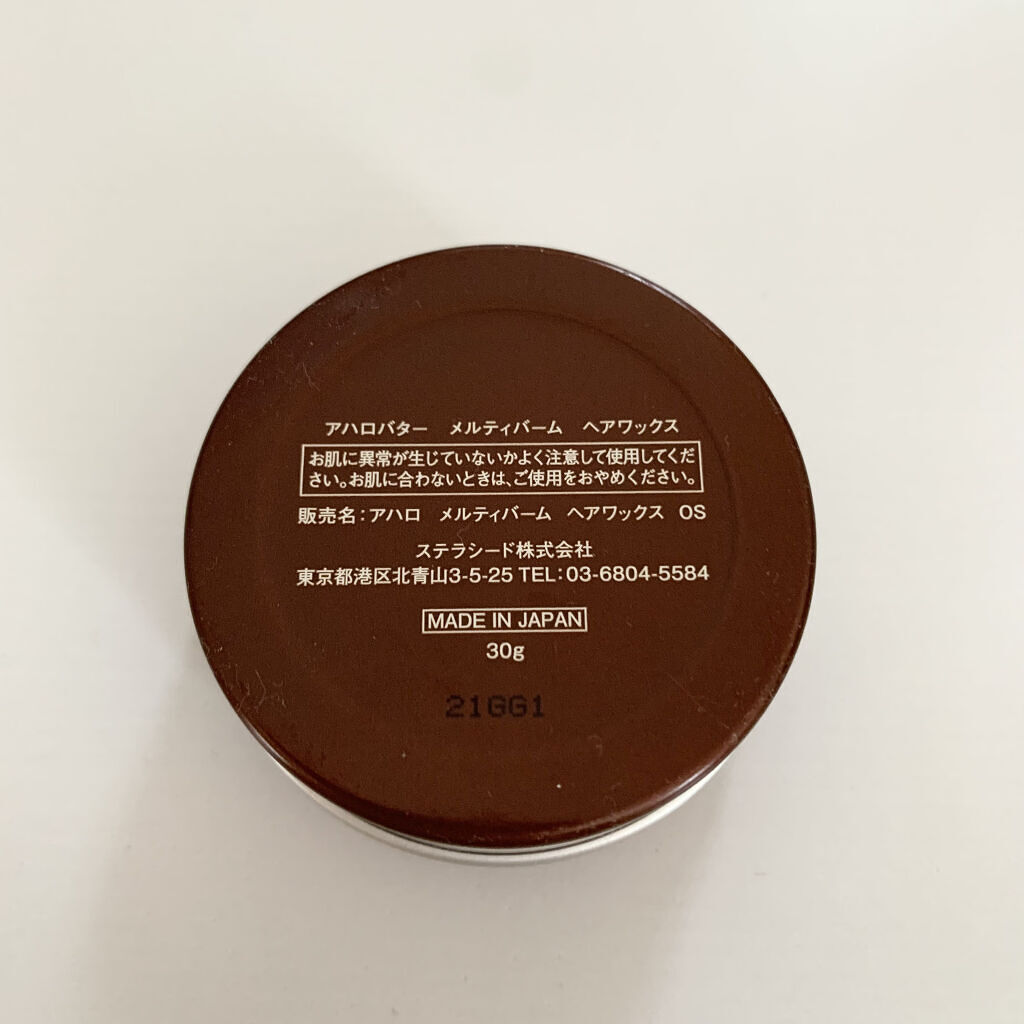 アハロバター　メルティバーム　ヘアワックス
お肌に異常が生じていないかよく注意して使用してくだ
さい。お肌に合わないときは、ご使用をおやめください。
販売名：アハロ　メルティバーム　ヘアワックス　OS
ステラシード株式会社
東京都港区北青山3-5-25 TEL：03-6804-5584
MADE IN JAPAN
30g
21GG1